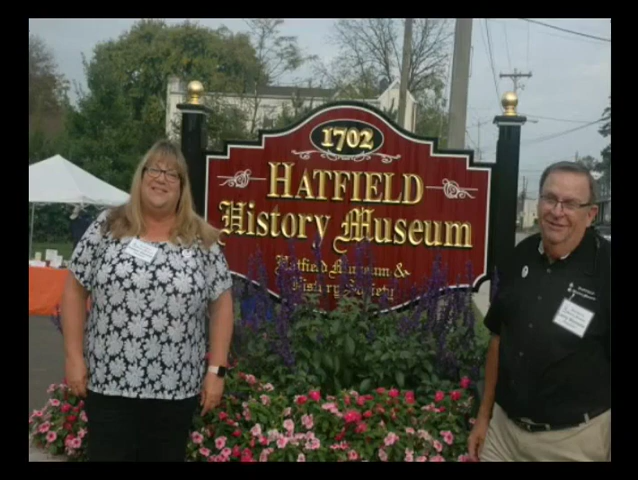 1702
HATFIELD
History Museum
Hatfield Museum &
History Society